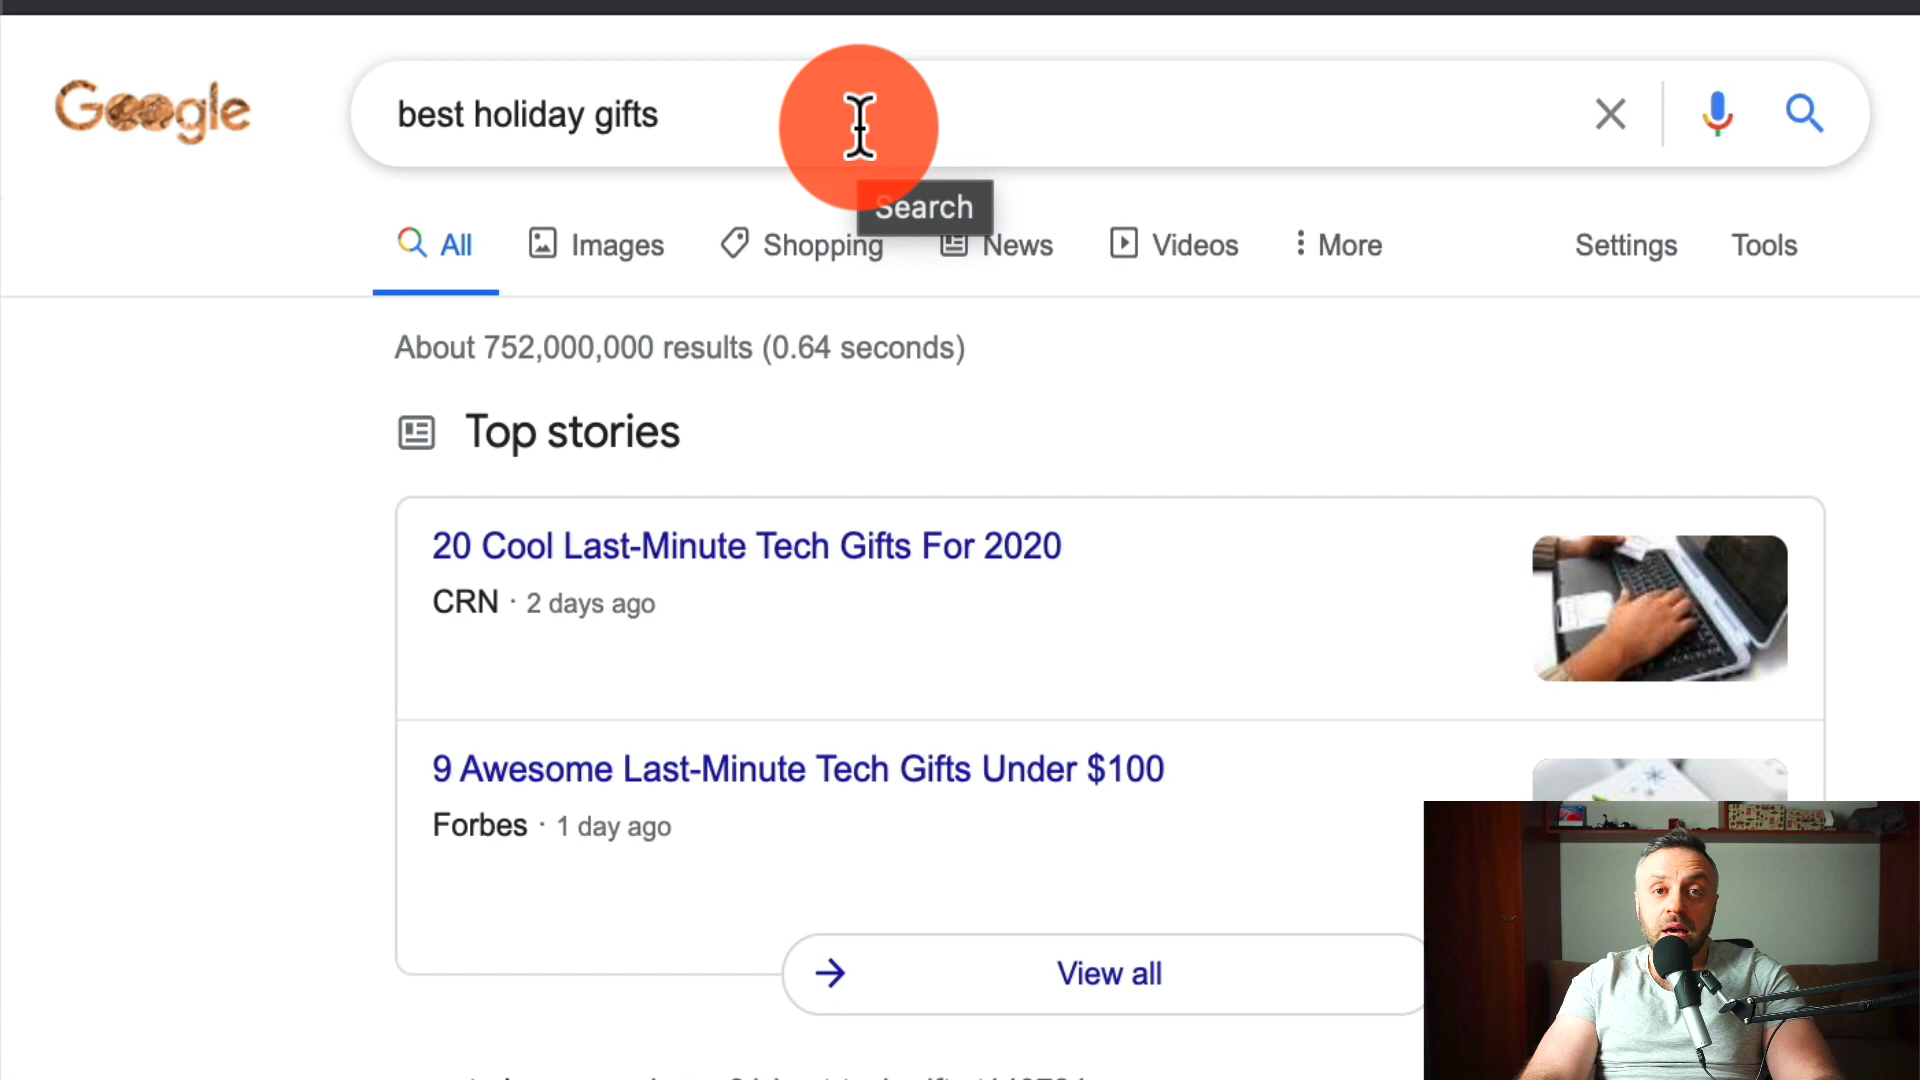 Google
best holiday gifts
Search
All Images Shopping News Videos More Settings Tools
About 752,000,000 results (0.64 seconds)
Top stories
20 Cool Last-Minute Tech Gifts For 2020
CRN · 2 days ago
9 Awesome Last-Minute Tech Gifts Under $100
Forbes · 1 day ago
View all